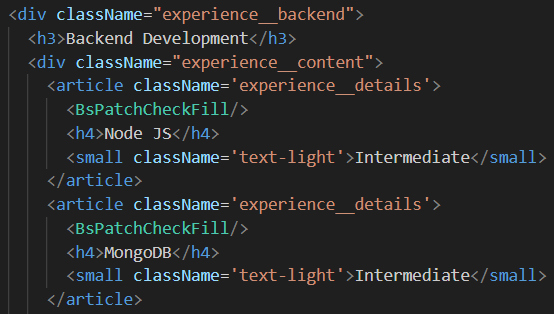 <div className="experience__backend">
<h3>Backend Development</h3>
<div className="experience__content">
<article className='experience__details'>
<BsPatchCheckFill/>
<h4>Node JS</h4>
<small className='text-light'>Intermediate</small>
</article>
<article className='experience__details'>
<BsPatchCheckFill/>
<h4>MongoDB</h4>
<small className='text-light'>Intermediate</small>
</article>